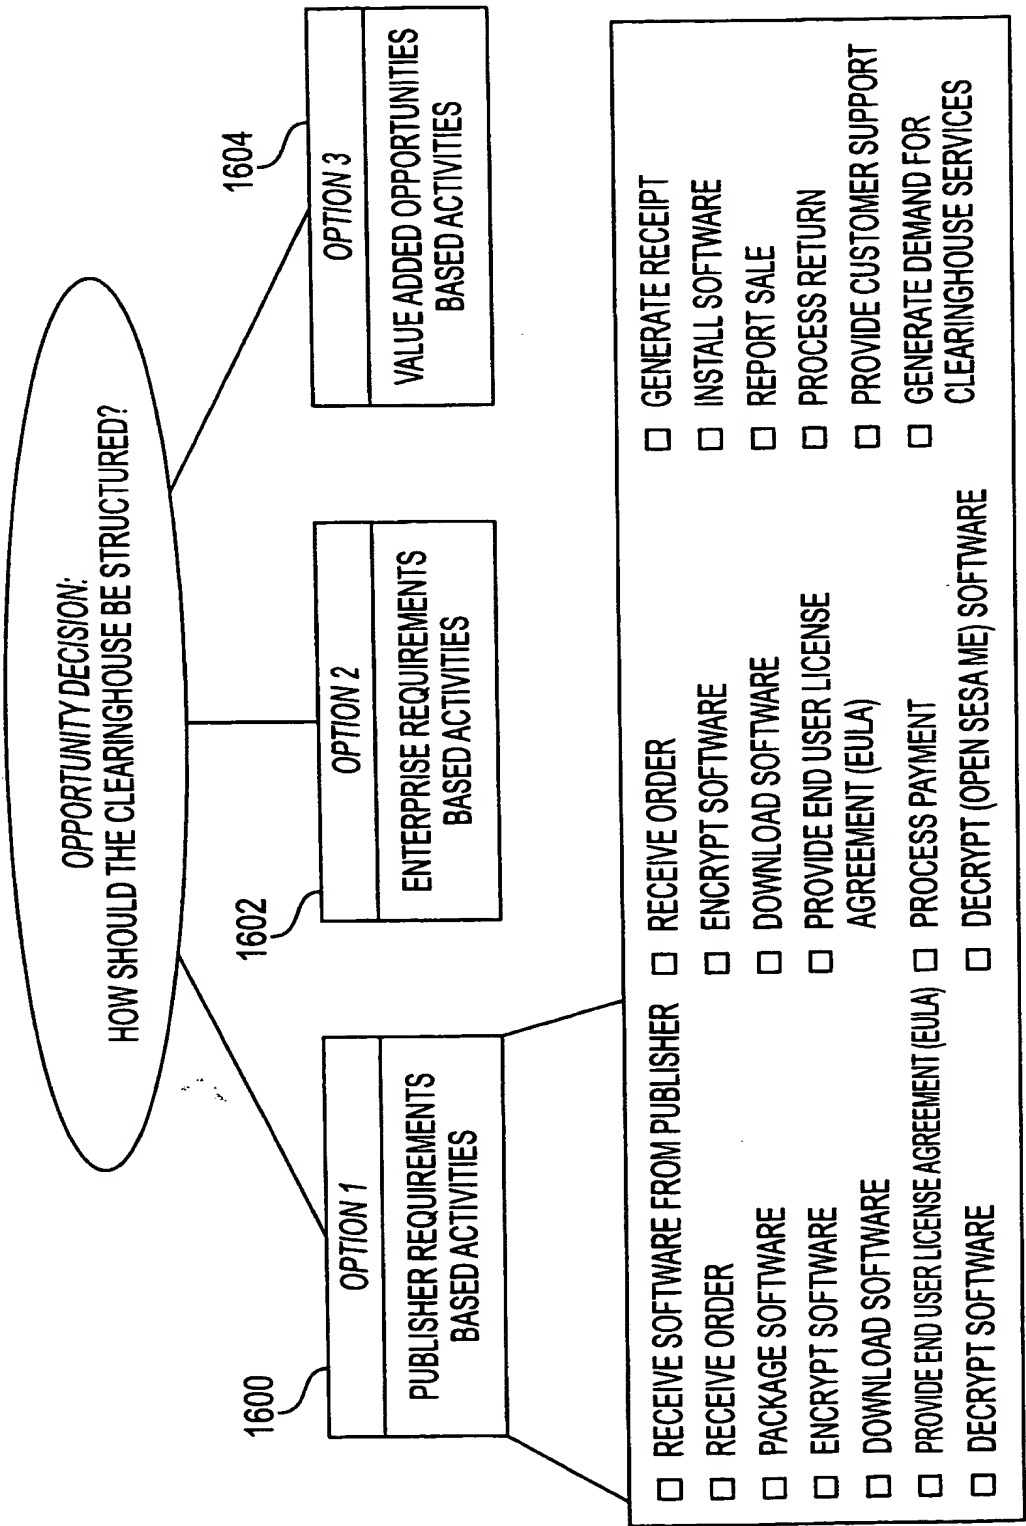 OPPORTUNITY DECISION:
HOW SHOULD THE CLEARINGHOUSE BE STRUCTURED?
1600
OPTION 1
PUBLISHER REQUIREMENTS
BASED ACTIVITIES
1602
OPTION 2
ENTERPRISE REQUIREMENTS
BASED ACTIVITIES
1604
OPTION 3
VALUE ADDED OPPORTUNITIES
BASED ACTIVITIES
☐ RECEIVE SOFTWARE FROM PUBLISHER
☐ RECEIVE ORDER
☐ PACKAGE SOFTWARE
☐ ENCRYPT SOFTWARE
☐ DOWNLOAD SOFTWARE
☐ PROVIDE END USER LICENSE AGREEMENT (EULA)
☐ DECRYPT SOFTWARE
☐ RECEIVE ORDER
☐ ENCRYPT SOFTWARE
☐ DOWNLOAD SOFTWARE
☐ PROVIDE END USER LICENSE
AGREEMENT (EULA)
☐ PROCESS PAYMENT
☐ DECRYPT (OPEN SESAME) SOFTWARE
☐ GENERATE RECEIPT
☐ INSTALL SOFTWARE
☐ REPORT SALE
☐ PROCESS RETURN
☐ PROVIDE CUSTOMER SUPPORT
☐ GENERATE DEMAND FOR
CLEARINGHOUSE SERVICES